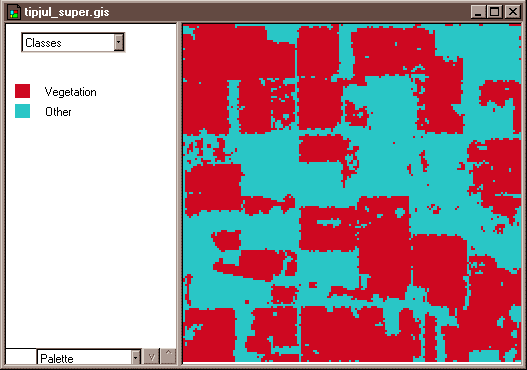 tipjul_super.gis
Classes
Vegetation
Other
Palette